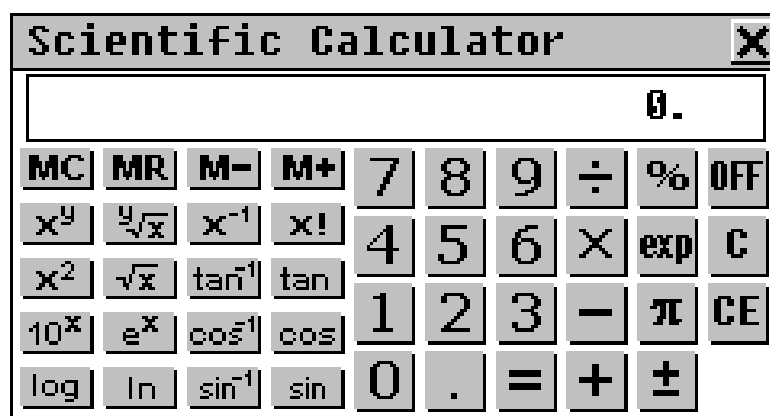 Scientific Calculator X
0.
MC MR M− M+ 7 8 9 ÷ % OFF
xʸ ʸ√x x⁻¹ x! 4 5 6 × exp C
x² √x tan⁻¹ tan 1 2 3 − π CE
10ˣ eˣ cos⁻¹ cos 0 . = + ±
log ln sin⁻¹ sin